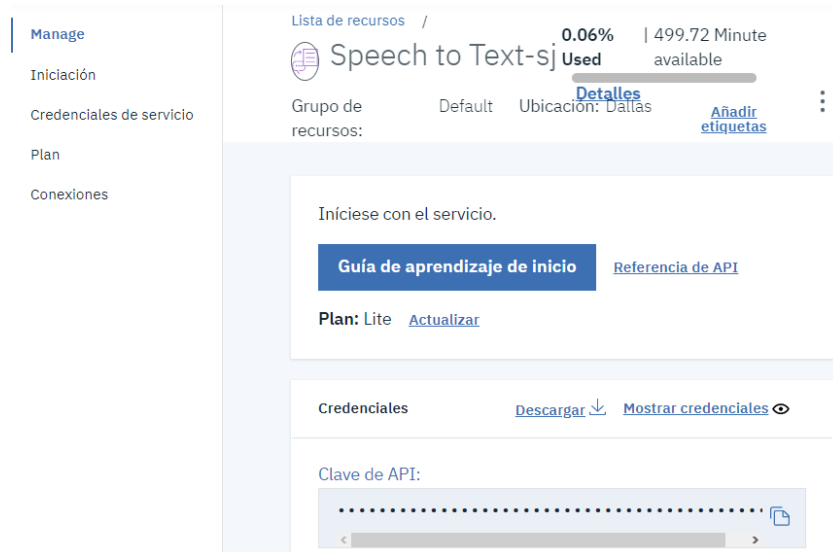 Manage
Iniciación
Credenciales de servicio
Plan
Conexiones
Lista de recursos /
Speech to Text-sj
0.06% | 499.72 Minute
Used available
Detalles
Grupo de recursos: Default Ubicación: Dallas
Añadir etiquetas
Iníciese con el servicio.
Guía de aprendizaje de inicio Referencia de API
Plan: Lite Actualizar
Credenciales Descargar Mostrar credenciales
Clave de API: